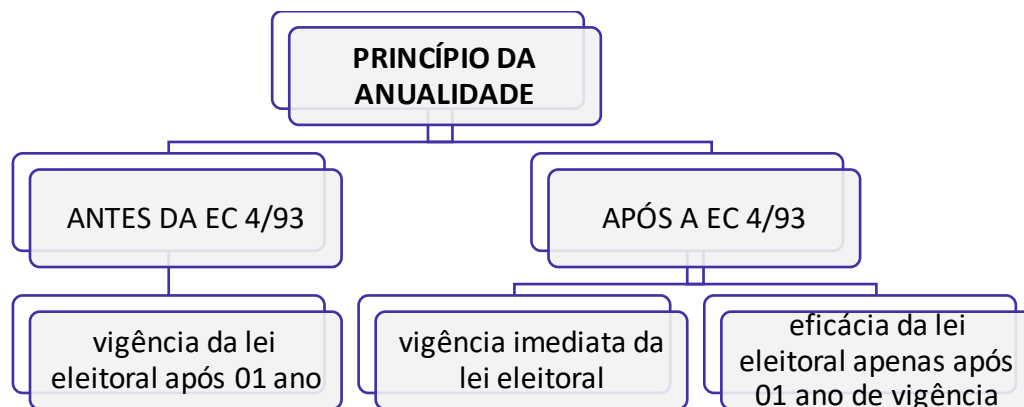 PRINCÍPIO DA
ANUALIDADE
ANTES DA EC 4/93
APÓS A EC 4/93
vigência da lei
eleitoral após 01 ano
vigência imediata da
lei eleitoral
eficácia da lei
eleitoral apenas após
01 ano de vigência